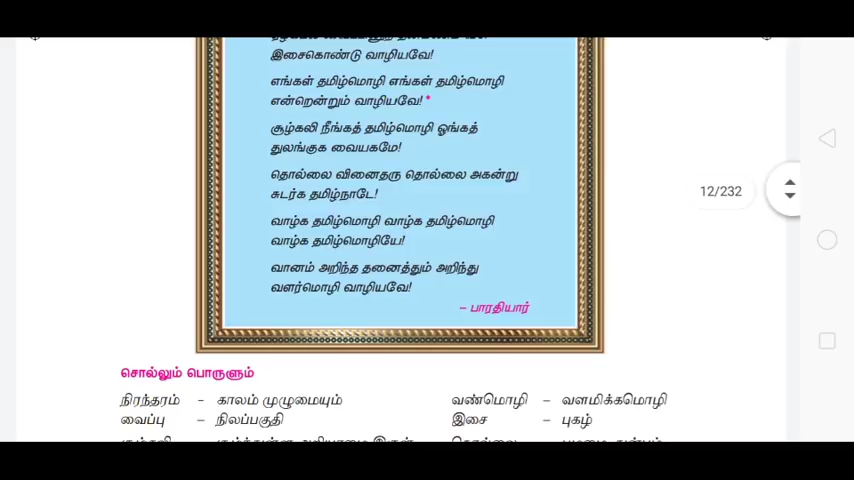 இசைகொண்டு வாழியவே!
எங்கள் தமிழ்மொழி எங்கள் தமிழ்மொழி
என்றென்றும் வாழியவே! *
சூழ்கலி நீங்கத் தமிழ்மொழி ஓங்கத்
துலங்குக வையகமே!
தொல்லை வினைதரு தொல்லை அகன்று
சுடர்க தமிழ்நாடே!
வாழ்க தமிழ்மொழி வாழ்க தமிழ்மொழி
வாழ்க தமிழ்மொழியே!
வானம் அறிந்த தனைத்தும் அறிந்து
வளர்மொழி வாழியவே!
– பாரதியார்
12/232
சொல்லும் பொருளும்
நிரந்தரம் - காலம் முழுமையும் வண்மொழி – வளமிக்கமொழி
வைப்பு – நிலப்பகுதி இசை – புகழ்